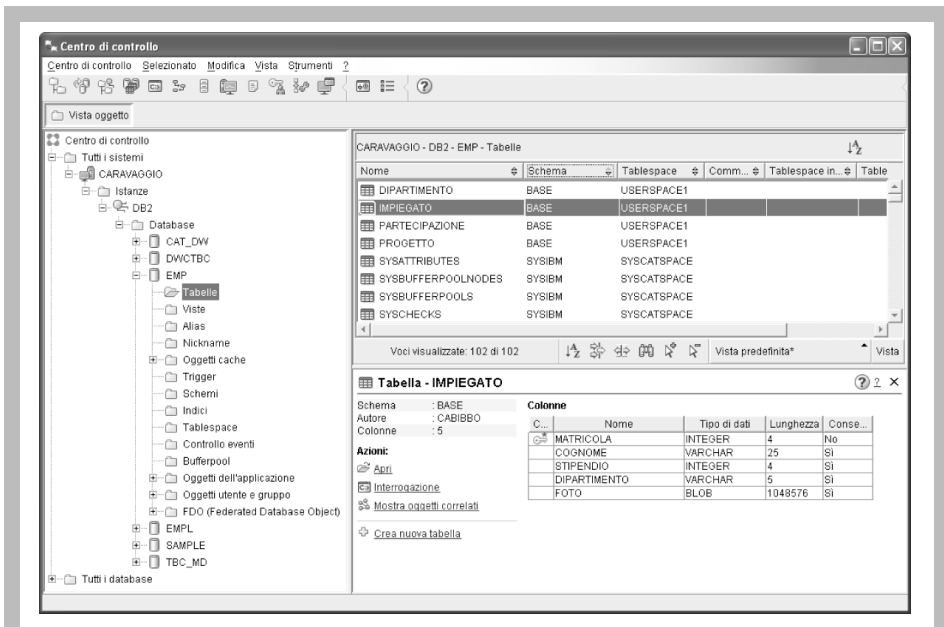 Centro di controllo
Centro di controllo Selezionato Modifica Vista Strumenti ?
Vista oggetto
Centro di controllo
Tutti i sistemi
CARAVAGGIO
Istanze
DB2
Database
CAT_DW
DWCTBC
EMP
Tabelle
Viste
Alias
Nickname
Oggetti cache
Trigger
Schemi
Indici
Tablespace
Controllo eventi
Bufferpool
Oggetti dell'applicazione
Oggetti utente e gruppo
FDO (Federated Database Object)
EMPL
SAMPLE
TBC_MD
Tutti i database
CARAVAGGIO - DB2 - EMP - Tabelle
Nome Schema Tablespace Comm... Tablespace in... Table
DIPARTIMENTO BASE USERSPACE1
IMPIEGATO BASE USERSPACE1
PARTECIPAZIONE BASE USERSPACE1
PROGETTO BASE USERSPACE1
SYSATTRIBUTES SYSIBM SYSCATSPACE
SYSBUFFERPOOLNODES SYSIBM SYSCATSPACE
SYSBUFFERPOOLS SYSIBM SYSCATSPACE
SYSCHECKS SYSIBM SYSCATSPACE
Voci visualizzate: 102 di 102 Vista predefinita* Vista
Tabella - IMPIEGATO ? ?
Schema : BASE
Autore : CABIBBO
Colonne : 5
Azioni:
Apri
Interrogazione
Mostra oggetti correlati
Crea nuova tabella
Colonne
C... Nome Tipo di dati Lunghezza Conse...
MATRICOLA INTEGER 4 No
COGNOME VARCHAR 25 Sì
STIPENDIO INTEGER 4 Sì
DIPARTIMENTO VARCHAR 5 Sì
FOTO BLOB 1048576 Sì